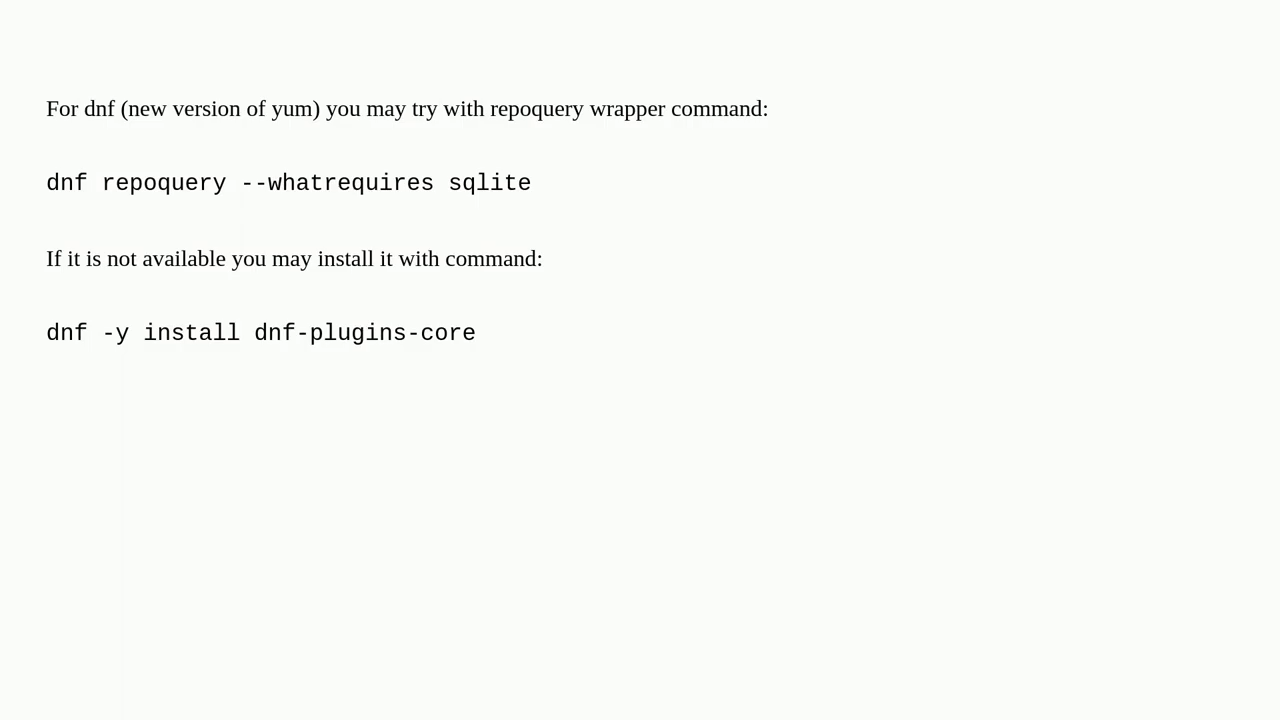 For dnf (new version of yum) you may try with repoquery wrapper command:
dnf repoquery --whatrequires sqlite
If it is not available you may install it with command:
dnf -y install dnf-plugins-core